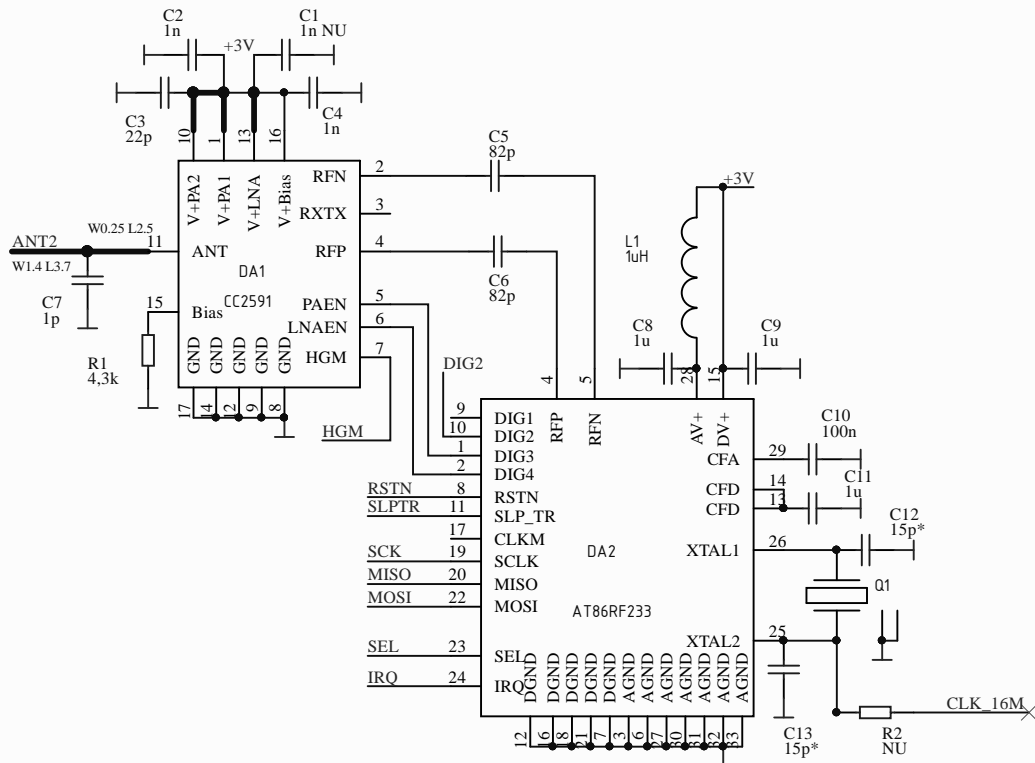 C2
1n
+3V
C1
1n NU
C3
22p
C4
1n
10
1
13
16
V+PA2
V+PA1
V+LNA
V+Bias
RFN
2
RXTX
3
RFP
4
C5
82p
C6
82p
ANT2
W0.25 L2.5
W1.4 L3.7
11
ANT
DA1
CC2591
C7
1p
15
Bias
R1
4,3k
PAEN
5
LNAEN
6
HGM
7
GND
GND
GND
GND
GND
17
14
12
9
8
HGM
DIG2
+3V
L1
1uH
C8
1u
C9
1u
28
15
4
5
RFP
RFN
AV+
DV+
9
DIG1
10
DIG2
1
DIG3
2
DIG4
RSTN
8
RSTN
SLPTR
11
SLP_TR
17
CLKM
SCK
19
SCLK
MISO
20
MISO
MOSI
22
MOSI
SEL
23
SEL
IRQ
24
IRQ
DA2
AT86RF233
CFA
29
C10
100n
CFD
14
CFD
13
C11
1u
XTAL1
26
C12
15p*
Q1
XTAL2
25
C13
15p*
R2
NU
CLK_16M
DGND
DGND
DGND
DGND
DGND
AGND
AGND
AGND
AGND
AGND
AGND
AGND
12
16
18
21
7
3
6
27
30
31
32
33